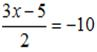 (3x-5)/2 = -10